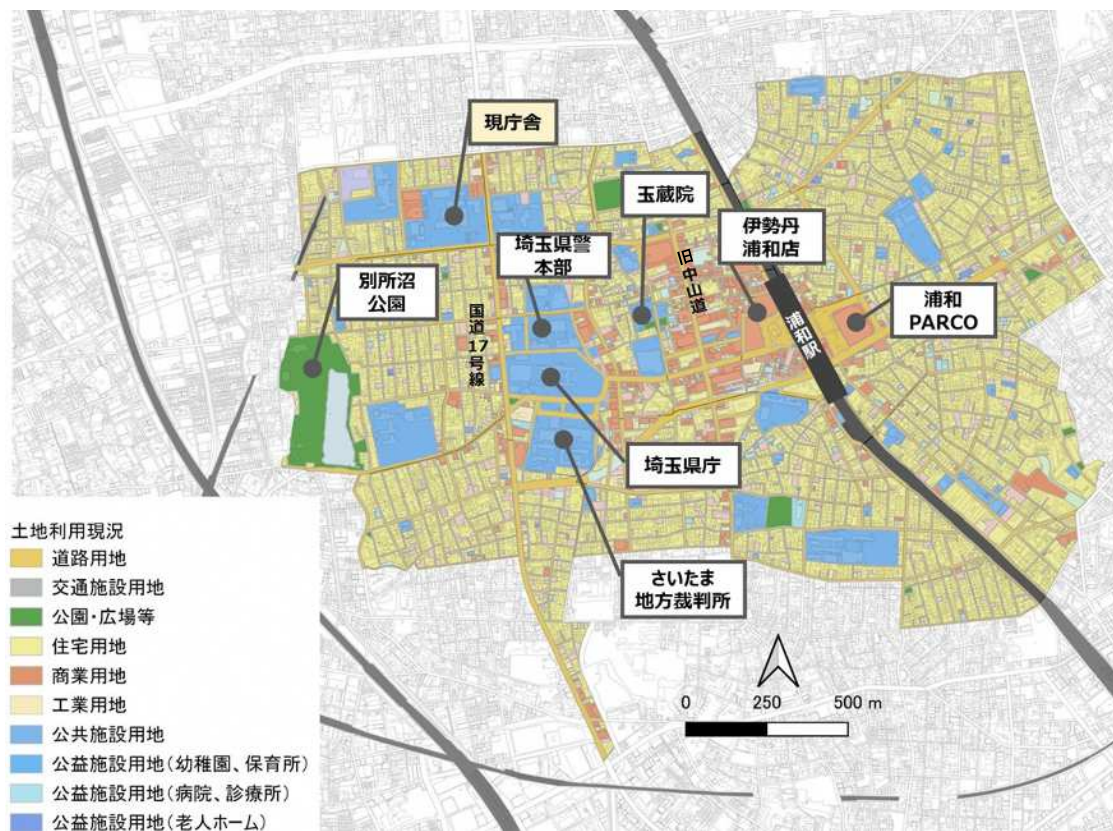 現庁舎
玉蔵院
伊勢丹
浦和店
埼玉県警
本部
旧中山道
別所沼
公園
浦和
PARCO
国道17号線
浦和駅
埼玉県庁
さいたま
地方裁判所
0 250 500 m
土地利用現況
道路用地
交通施設用地
公園・広場等
住宅用地
商業用地
工業用地
公共施設用地
公益施設用地(幼稚園、保育所)
公益施設用地(病院、診療所)
公益施設用地(老人ホーム)